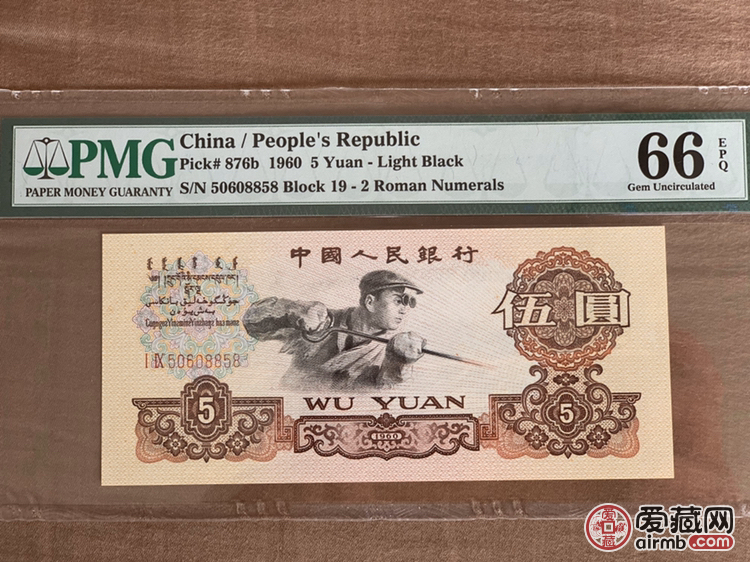 PMG
PAPER MONEY GUARANTY
China / People's Republic
Pick# 876b 1960 5 Yuan - Light Black
S/N 50608858 Block 19 - 2 Roman Numerals
66 EPQ
Gem Uncirculated
中國人民銀行
I IX 50608858
伍圓
5
WU YUAN
5
1960
爱藏网
airmb.com